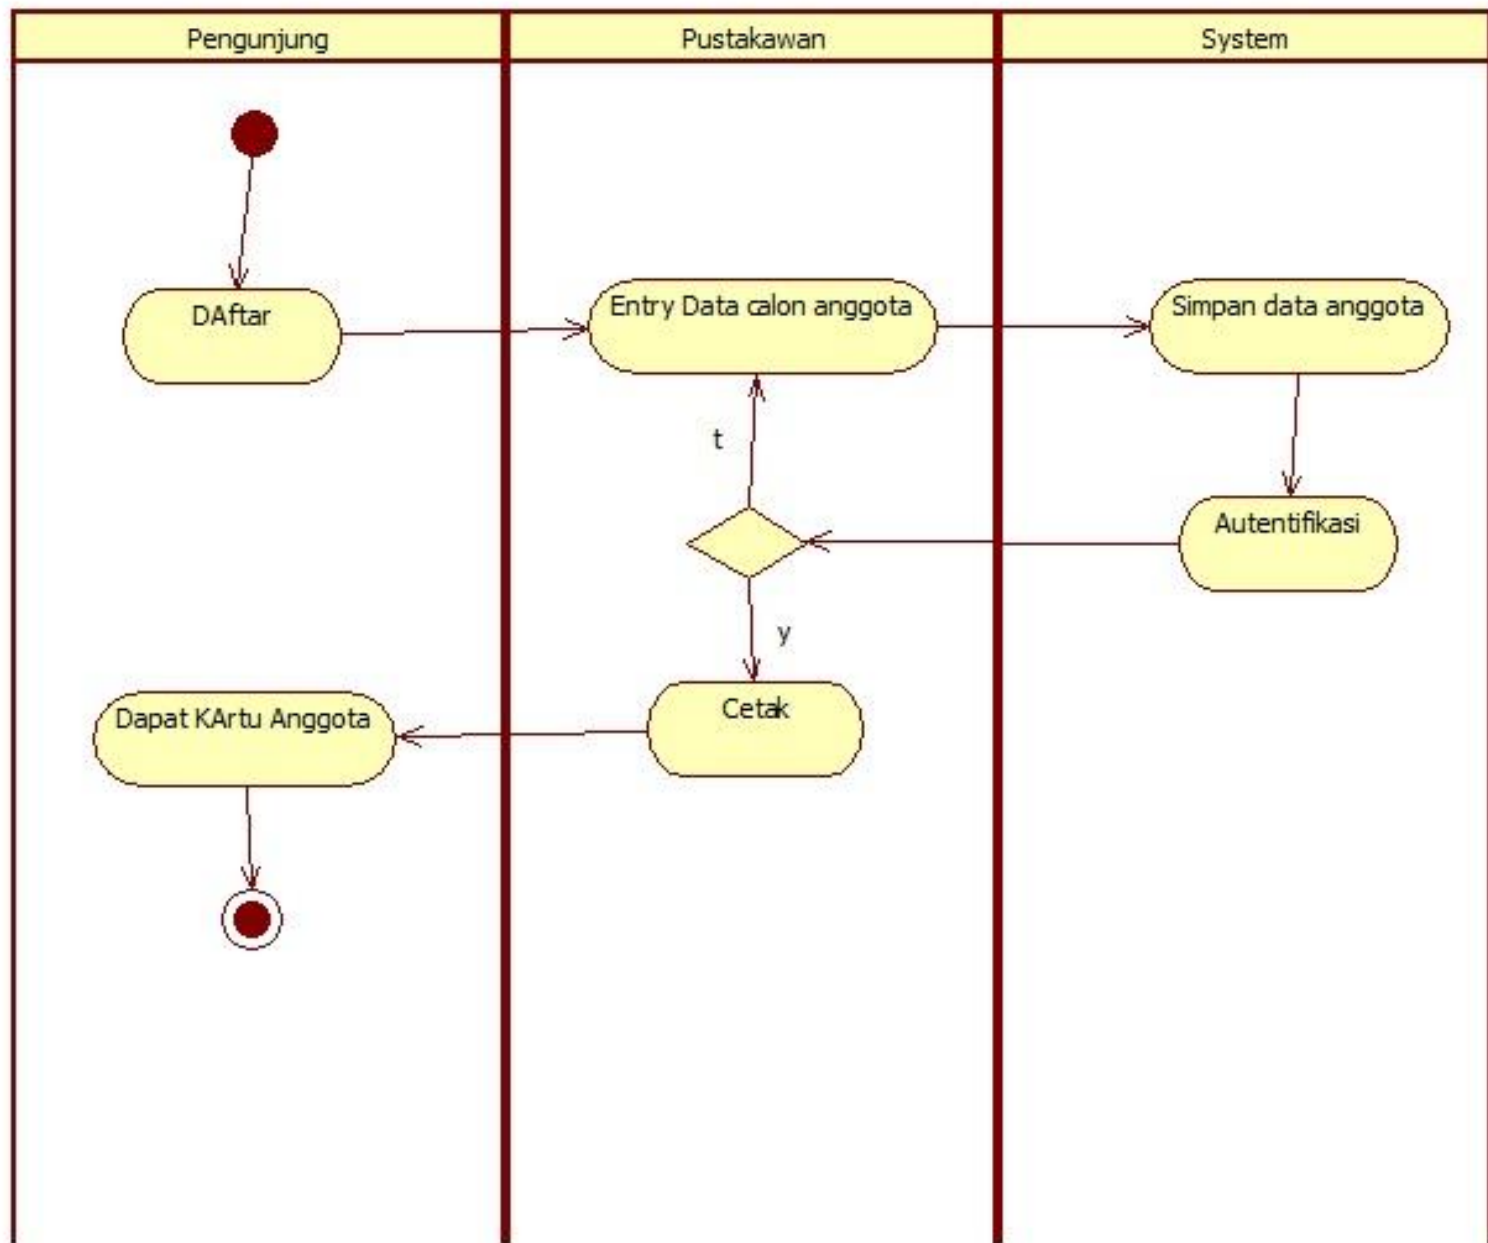 Pengunjung
Pustakawan
System
DAftar
Entry Data calon anggota
Simpan data anggota
t
Autentifikasi
y
Dapat KArtu Anggota
Cetak